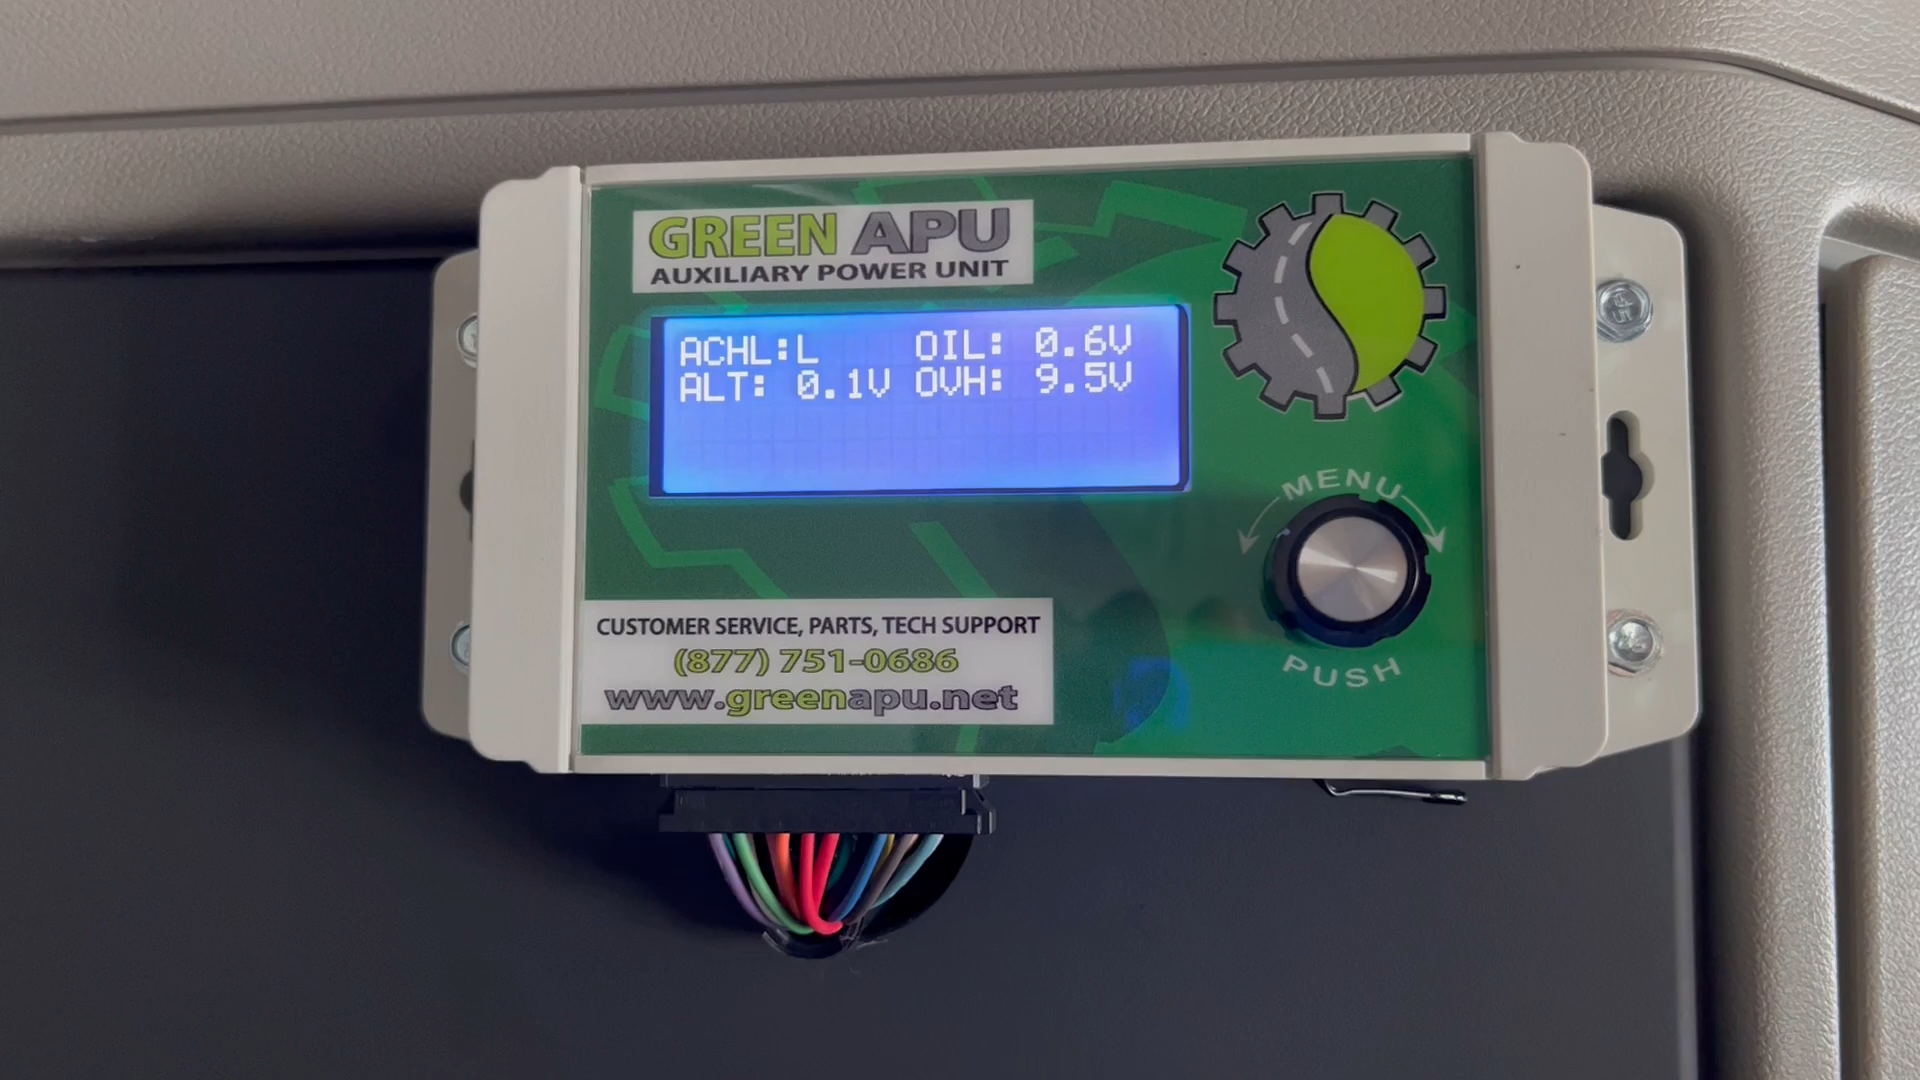 GREEN APU
AUXILIARY POWER UNIT
ACHL:L OIL: 0.6V
ALT: 0.1V OVH: 9.5V
MENU
PUSH
CUSTOMER SERVICE, PARTS, TECH SUPPORT
(877) 751-0686
www.greenapu.net